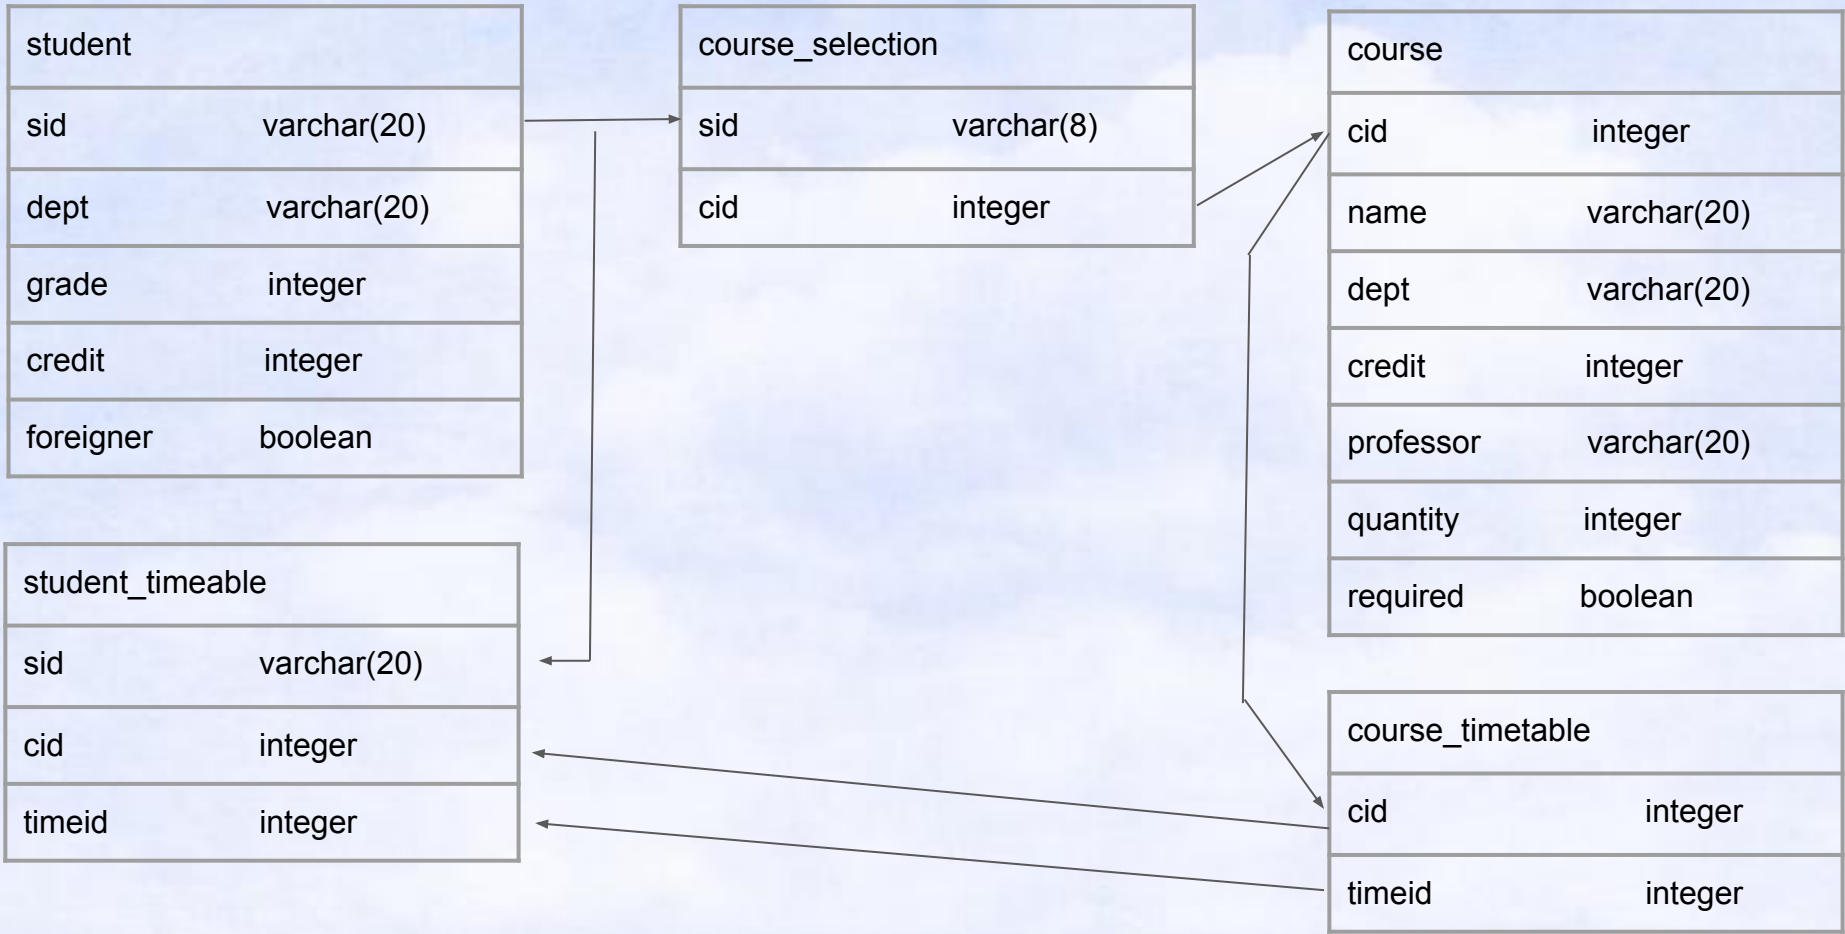 student
sid varchar(20)
dept varchar(20)
grade integer
credit integer
foreigner boolean
course_selection
sid varchar(8)
cid integer
course
cid integer
name varchar(20)
dept varchar(20)
credit integer
professor varchar(20)
quantity integer
required boolean
student_timeable
sid varchar(20)
cid integer
timeid integer
course_timetable
cid integer
timeid integer